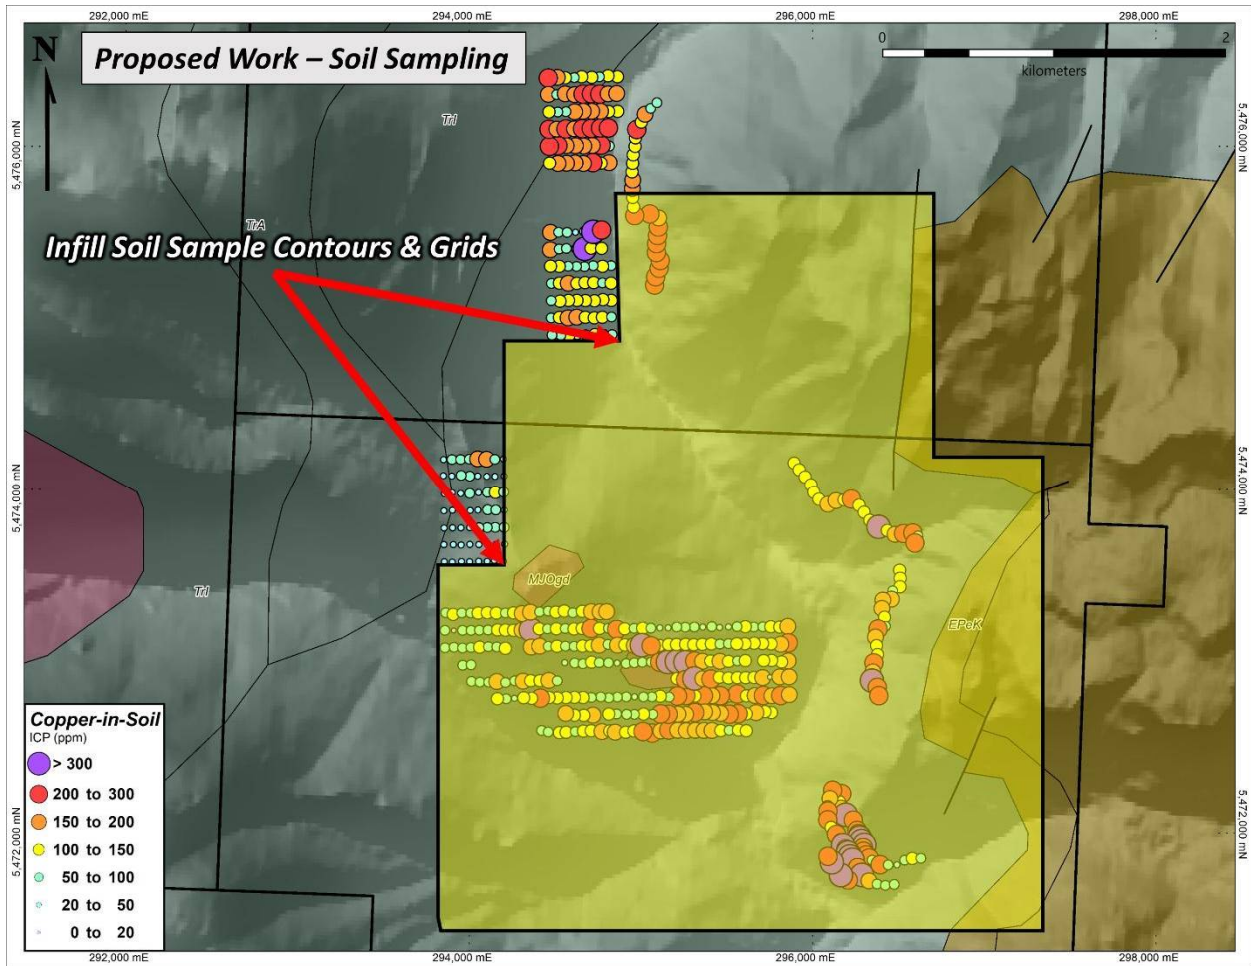 292,000 mE
294,000 mE
296,000 mE
298,000 mE
N
Proposed Work – Soil Sampling
0
2
kilometers
TrI
5,476,000 mN
5,476,000 mN
TrA
Infill Soil Sample Contours & Grids
5,474,000 mN
5,474,000 mN
MJOgd
TrI
EPeK
Copper-in-Soil
ICP (ppm)
> 300
200 to 300
150 to 200
100 to 150
50 to 100
20 to 50
0 to 20
5,472,000 mN
5,472,000 mN
292,000 mE
294,000 mE
296,000 mE
298,000 mE